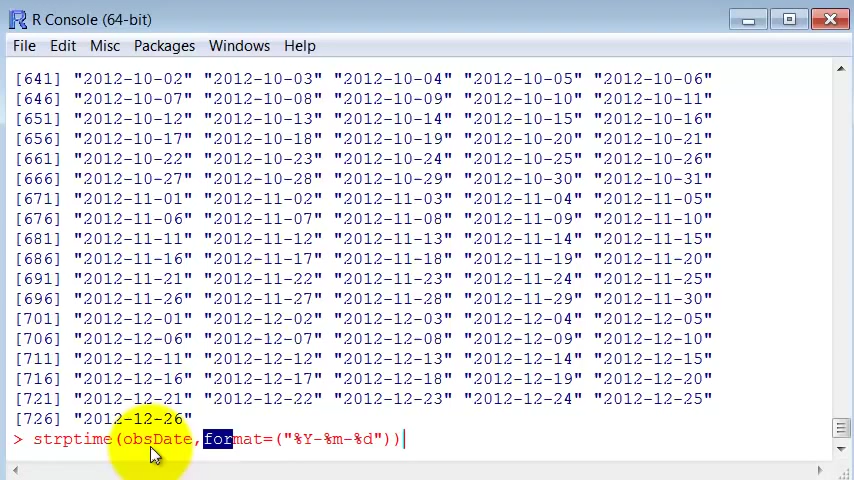 R Console (64-bit)
File Edit Misc Packages Windows Help
[641] "2012-10-02" "2012-10-03" "2012-10-04" "2012-10-05" "2012-10-06"
[646] "2012-10-07" "2012-10-08" "2012-10-09" "2012-10-10" "2012-10-11"
[651] "2012-10-12" "2012-10-13" "2012-10-14" "2012-10-15" "2012-10-16"
[656] "2012-10-17" "2012-10-18" "2012-10-19" "2012-10-20" "2012-10-21"
[661] "2012-10-22" "2012-10-23" "2012-10-24" "2012-10-25" "2012-10-26"
[666] "2012-10-27" "2012-10-28" "2012-10-29" "2012-10-30" "2012-10-31"
[671] "2012-11-01" "2012-11-02" "2012-11-03" "2012-11-04" "2012-11-05"
[676] "2012-11-06" "2012-11-07" "2012-11-08" "2012-11-09" "2012-11-10"
[681] "2012-11-11" "2012-11-12" "2012-11-13" "2012-11-14" "2012-11-15"
[686] "2012-11-16" "2012-11-17" "2012-11-18" "2012-11-19" "2012-11-20"
[691] "2012-11-21" "2012-11-22" "2012-11-23" "2012-11-24" "2012-11-25"
[696] "2012-11-26" "2012-11-27" "2012-11-28" "2012-11-29" "2012-11-30"
[701] "2012-12-01" "2012-12-02" "2012-12-03" "2012-12-04" "2012-12-05"
[706] "2012-12-06" "2012-12-07" "2012-12-08" "2012-12-09" "2012-12-10"
[711] "2012-12-11" "2012-12-12" "2012-12-13" "2012-12-14" "2012-12-15"
[716] "2012-12-16" "2012-12-17" "2012-12-18" "2012-12-19" "2012-12-20"
[721] "2012-12-21" "2012-12-22" "2012-12-23" "2012-12-24" "2012-12-25"
[726] "2012-12-26"
> strptime(obsDate,format=("%Y-%m-%d"))